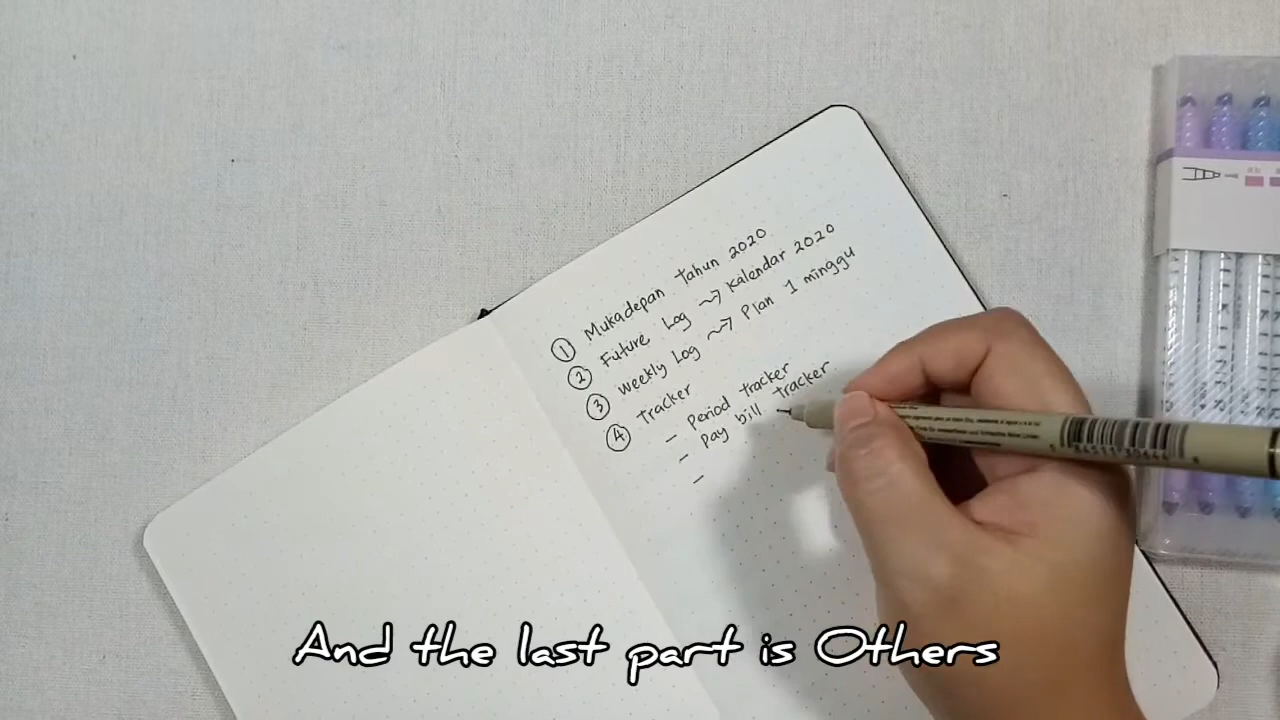 ① Mukadepan Tahun 2020
② Future Log ~> Kalendar 2020
③ Weekly Log ~> Plan 1 minggu
④ Tracker
- Period tracker
- Pay bill tracker
-
And the last part is Others